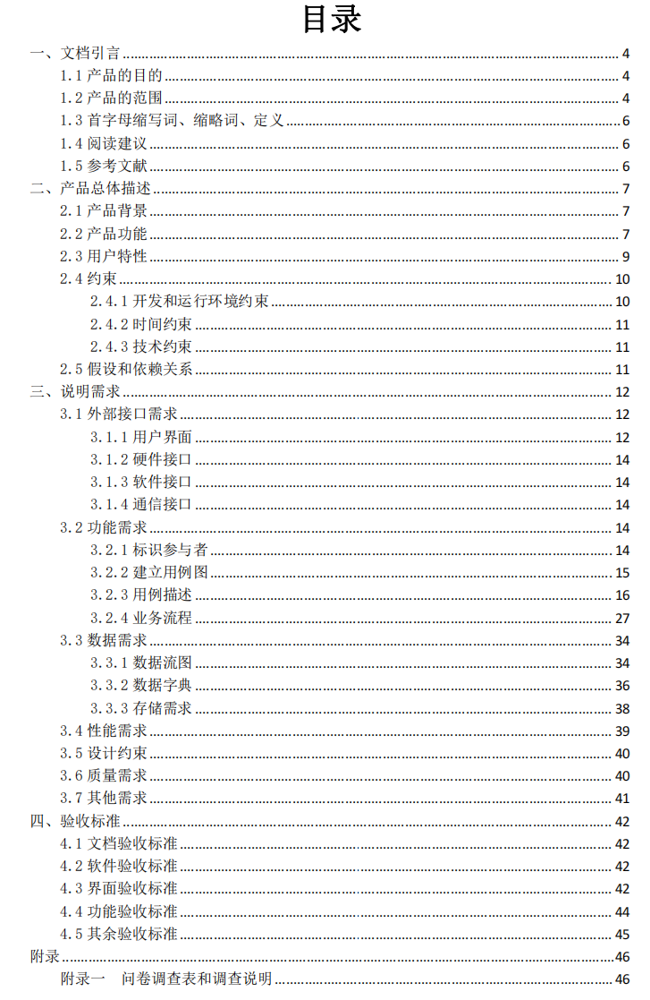 目录
一、文档引言........................................ 4
1.1 产品的目的........................................ 4
1.2 产品的范围........................................ 4
1.3 首字母缩写词、缩略词、定义........................................ 6
1.4 阅读建议........................................ 6
1.5 参考文献........................................ 6
二、产品总体描述........................................ 7
2.1 产品背景........................................ 7
2.2 产品功能........................................ 7
2.3 用户特性........................................ 9
2.4 约束........................................ 10
2.4.1 开发和运行环境约束........................................ 10
2.4.2 时间约束........................................ 11
2.4.3 技术约束........................................ 11
2.5 假设和依赖关系........................................ 11
三、说明需求........................................ 12
3.1 外部接口需求........................................ 12
3.1.1 用户界面........................................ 12
3.1.2 硬件接口........................................ 14
3.1.3 软件接口........................................ 14
3.1.4 通信接口........................................ 14
3.2 功能需求........................................ 14
3.2.1 标识参与者........................................ 14
3.2.2 建立用例图........................................ 15
3.2.3 用例描述........................................ 16
3.2.4 业务流程........................................ 27
3.3 数据需求........................................ 34
3.3.1 数据流图........................................ 34
3.3.2 数据字典........................................ 36
3.3.3 存储需求........................................ 38
3.4 性能需求........................................ 39
3.5 设计约束........................................ 40
3.6 质量需求........................................ 40
3.7 其他需求........................................ 41
四、验收标准........................................ 42
4.1 文档验收标准........................................ 42
4.2 软件验收标准........................................ 42
4.3 界面验收标准........................................ 42
4.4 功能验收标准........................................ 44
4.5 其余验收标准........................................ 45
附录........................................ 46
附录一 问卷调查表和调查说明........................................ 46